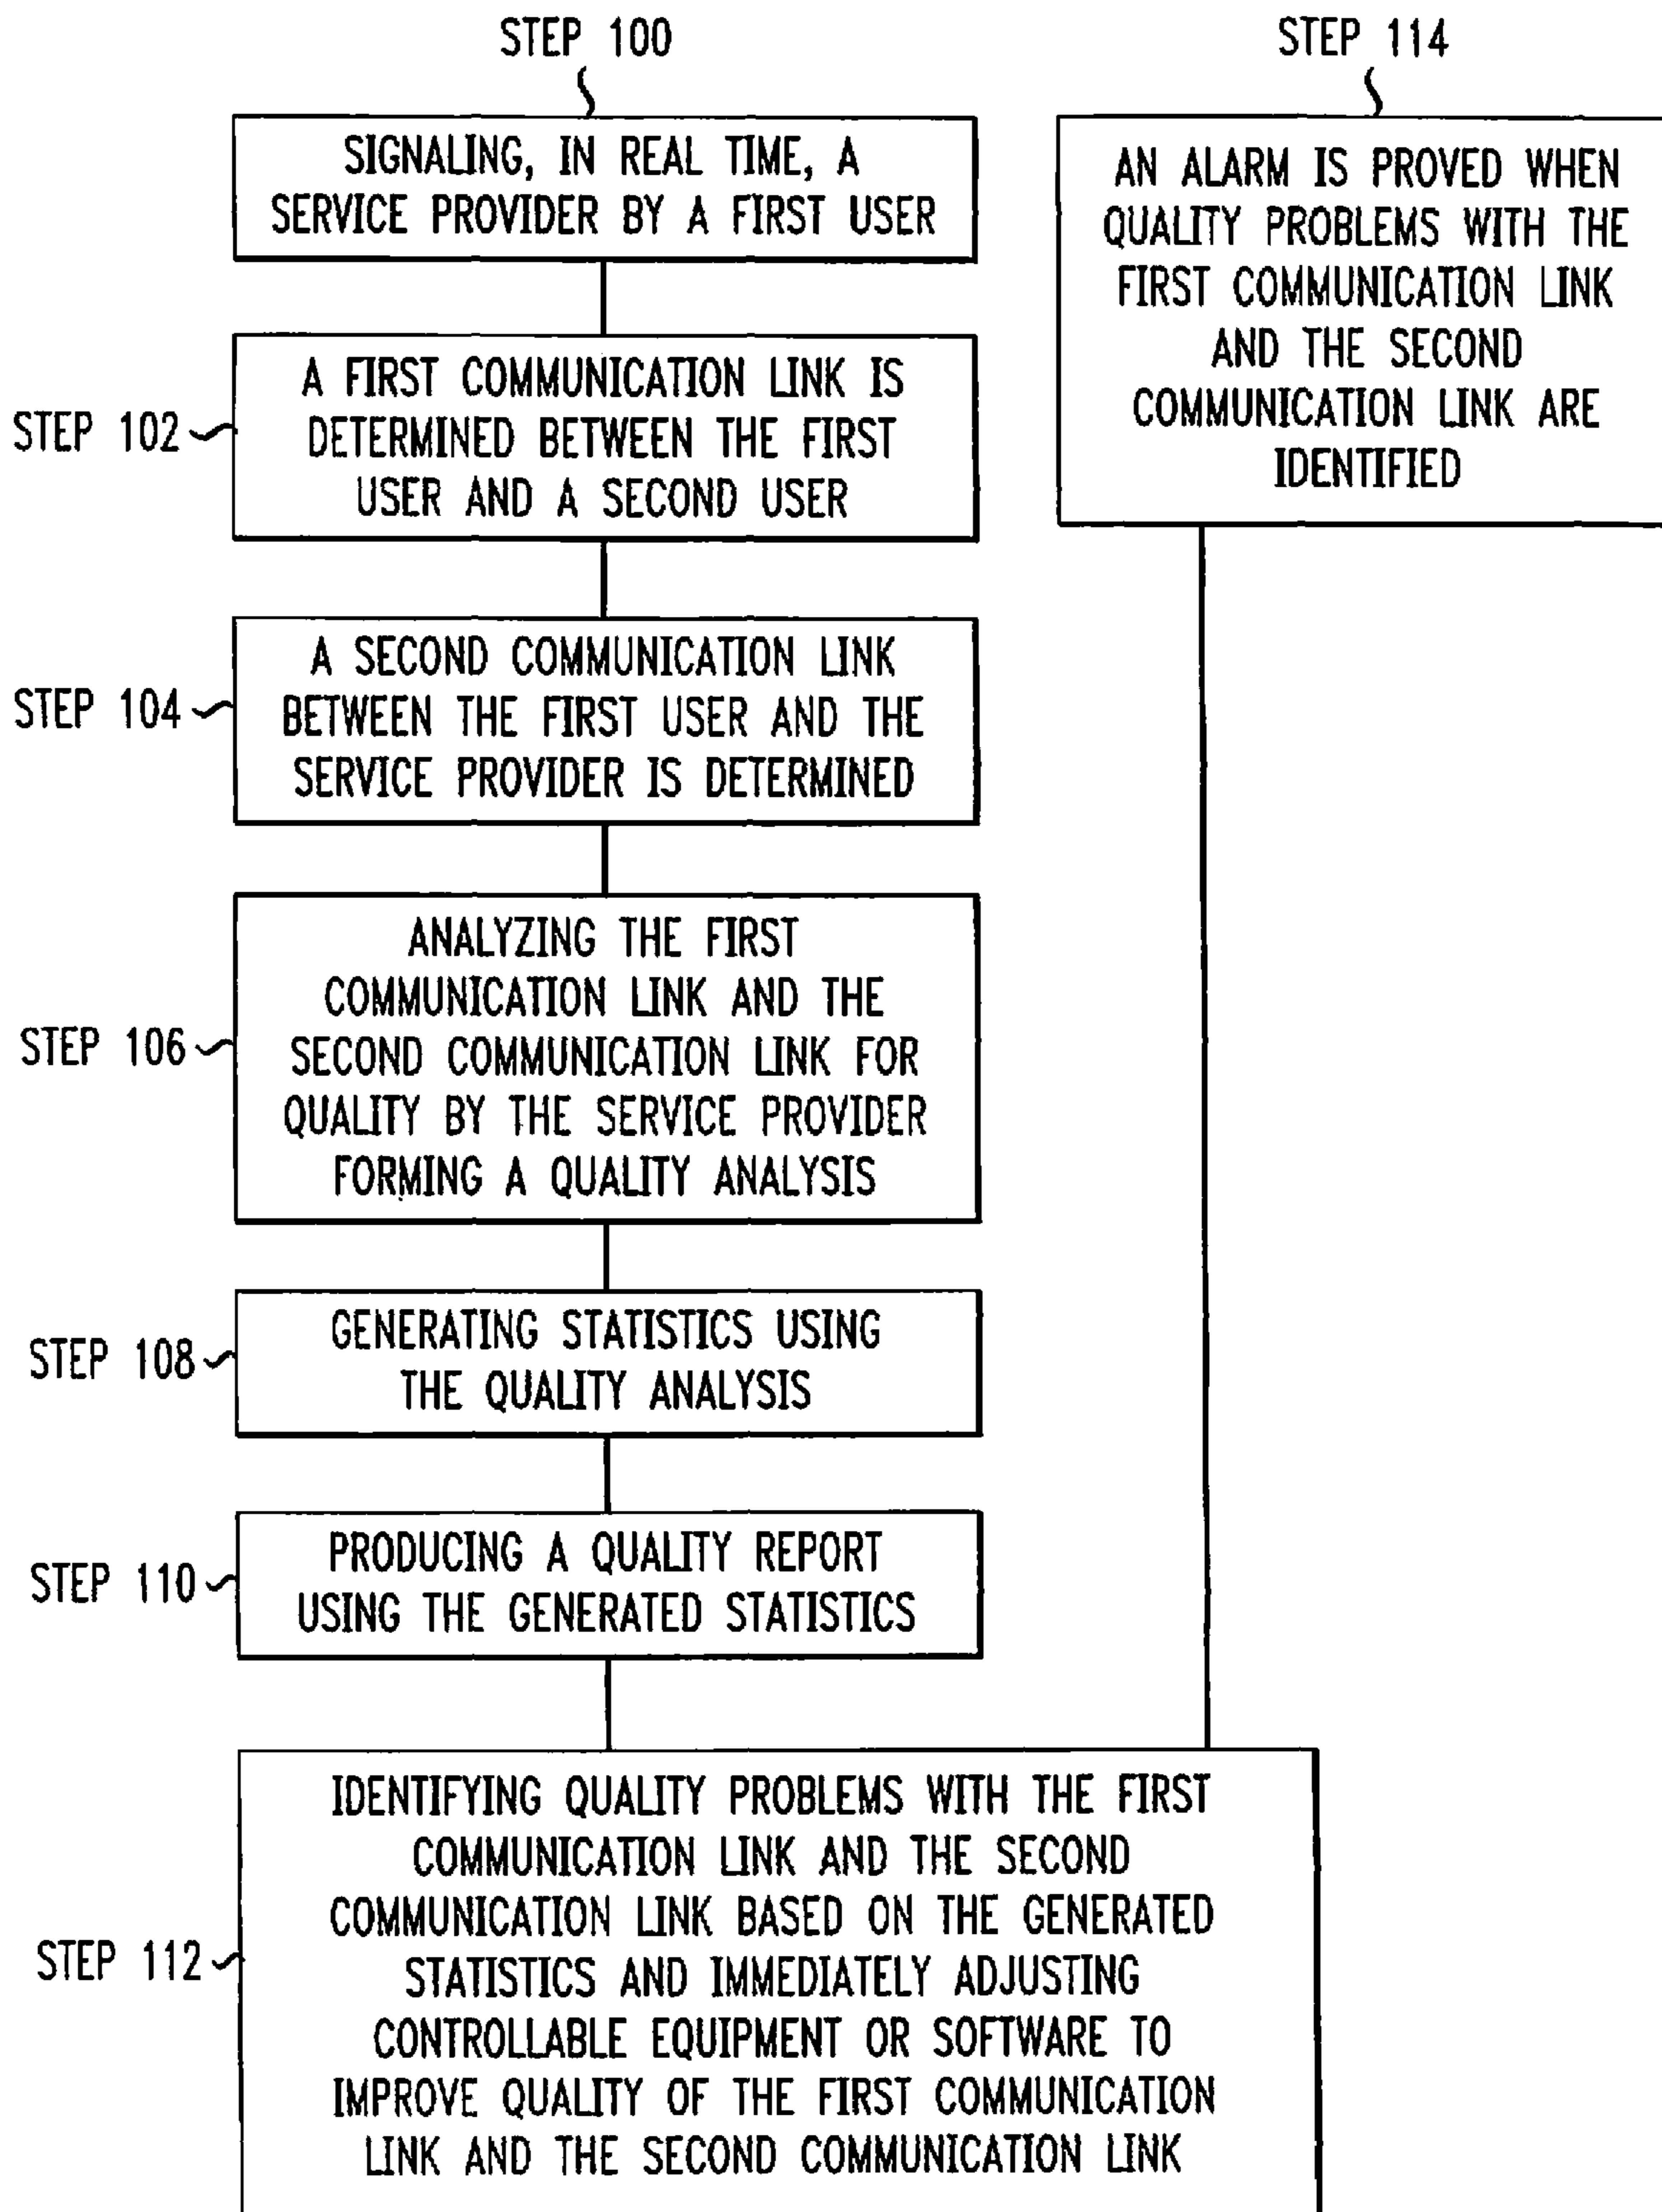 STEP 100
SIGNALING, IN REAL TIME, A
SERVICE PROVIDER BY A FIRST USER
STEP 102
A FIRST COMMUNICATION LINK IS
DETERMINED BETWEEN THE FIRST
USER AND A SECOND USER
STEP 104
A SECOND COMMUNICATION LINK
BETWEEN THE FIRST USER AND THE
SERVICE PROVIDER IS DETERMINED
STEP 106
ANALYZING THE FIRST
COMMUNICATION LINK AND THE
SECOND COMMUNICATION LINK FOR
QUALITY BY THE SERVICE PROVIDER
FORMING A QUALITY ANALYSIS
STEP 108
GENERATING STATISTICS USING
THE QUALITY ANALYSIS
STEP 110
PRODUCING A QUALITY REPORT
USING THE GENERATED STATISTICS
STEP 112
IDENTIFYING QUALITY PROBLEMS WITH THE FIRST
COMMUNICATION LINK AND THE SECOND
COMMUNICATION LINK BASED ON THE GENERATED
STATISTICS AND IMMEDIATELY ADJUSTING
CONTROLLABLE EQUIPMENT OR SOFTWARE TO
IMPROVE QUALITY OF THE FIRST COMMUNICATION
LINK AND THE SECOND COMMUNICATION LINK
STEP 114
AN ALARM IS PROVED WHEN
QUALITY PROBLEMS WITH THE
FIRST COMMUNICATION LINK
AND THE SECOND
COMMUNICATION LINK ARE
IDENTIFIED